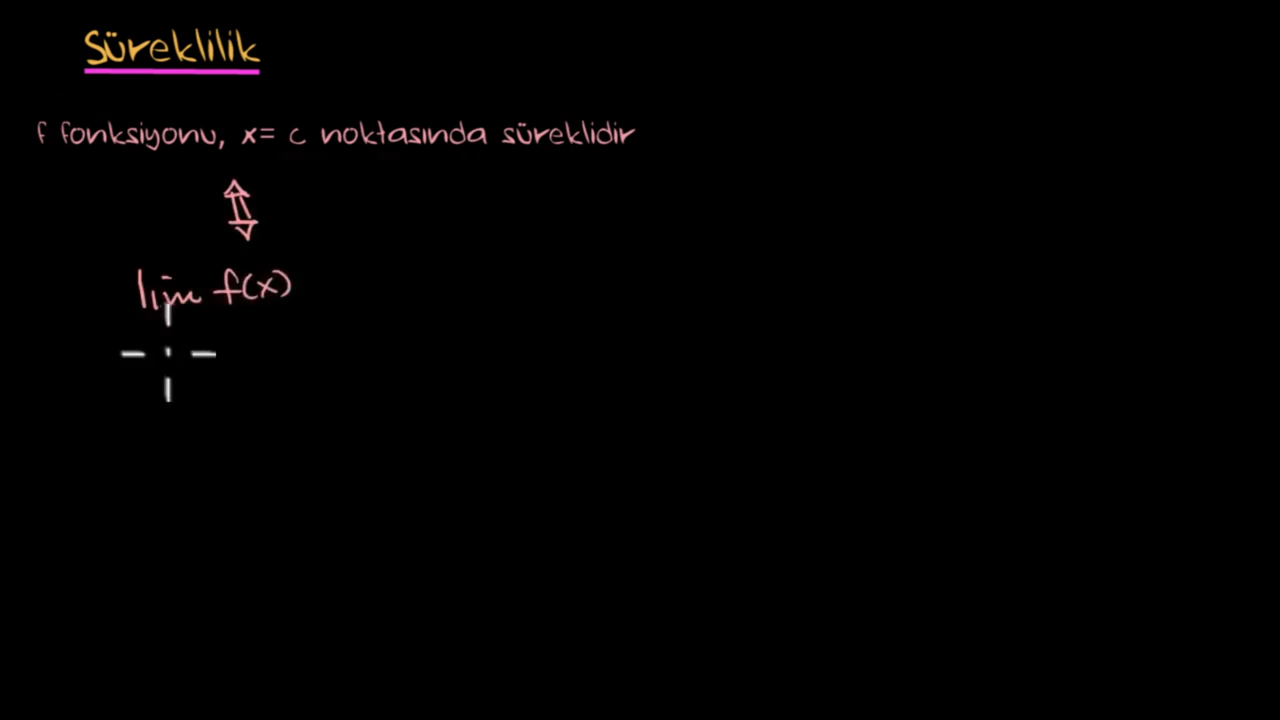 Süreklilik
f fonksiyonu, x= c noktasında süreklidir
⇕
lim f(x)